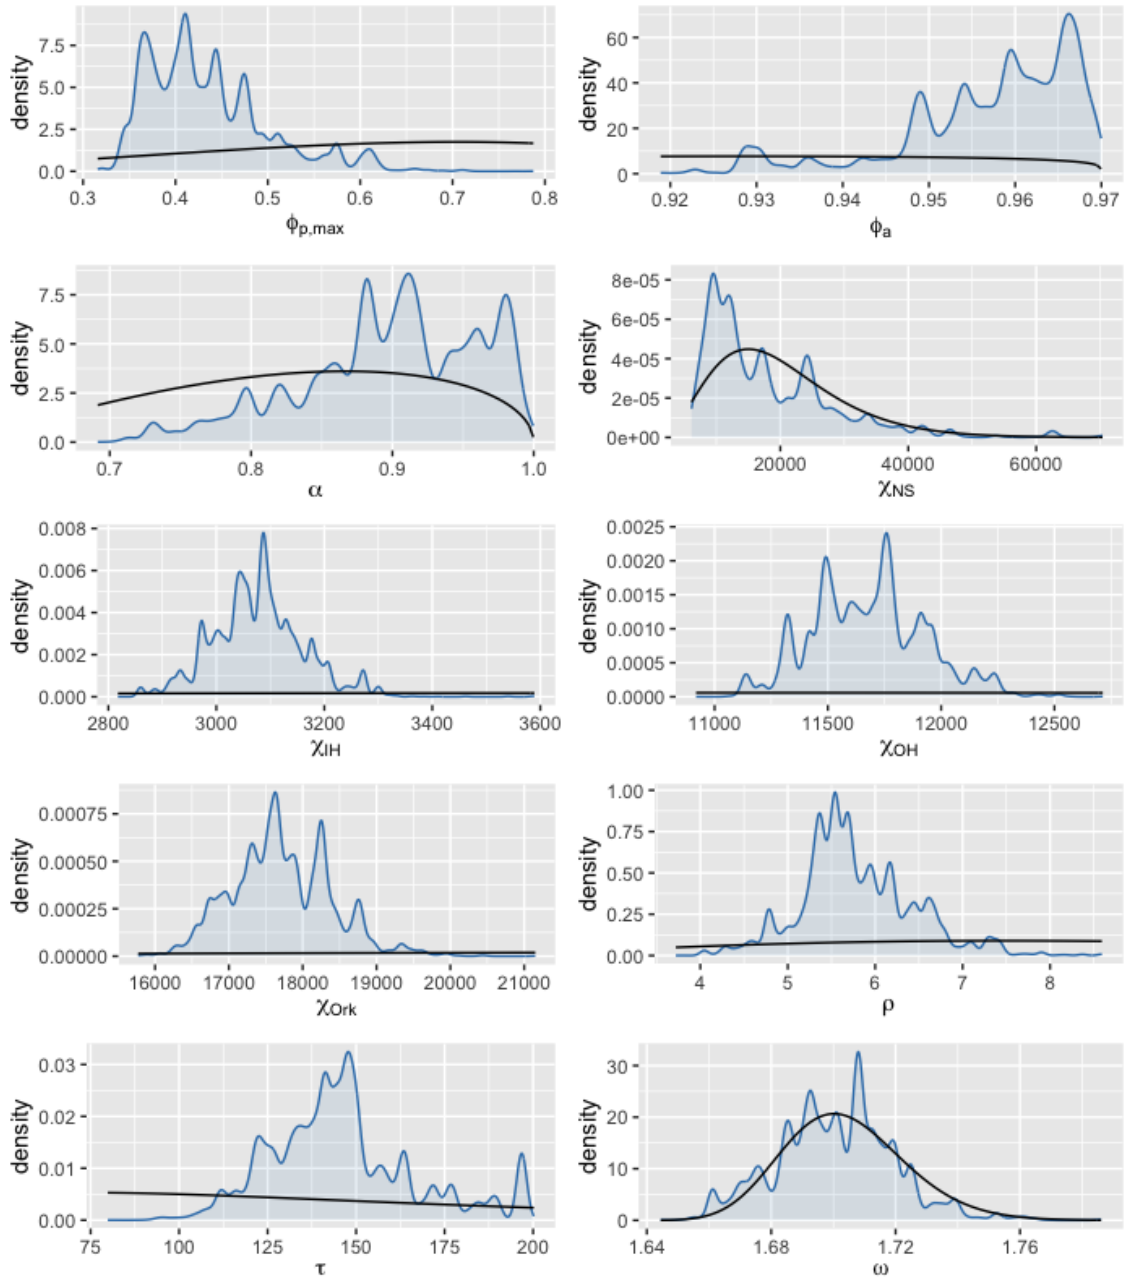 density
7.5
5.0
2.5
0.0
0.3 0.4 0.5 0.6 0.7 0.8
ϕp,max
density
60
40
20
0
0.92 0.93 0.94 0.95 0.96 0.97
ϕa
density
7.5
5.0
2.5
0.0
0.7 0.8 0.9 1.0
α
density
8e-05
6e-05
4e-05
2e-05
0e+00
20000 40000 60000
χNS
density
0.008
0.006
0.004
0.002
0.000
2800 3000 3200 3400 3600
χIH
density
0.0025
0.0020
0.0015
0.0010
0.0005
0.0000
11000 11500 12000 12500
χOH
density
0.00075
0.00050
0.00025
0.00000
16000 17000 18000 19000 20000 21000
χOrk
density
1.00
0.75
0.50
0.25
0.00
4 5 6 7 8
ρ
density
0.03
0.02
0.01
0.00
75 100 125 150 175 200
τ
density
30
20
10
0
1.64 1.68 1.72 1.76
ω